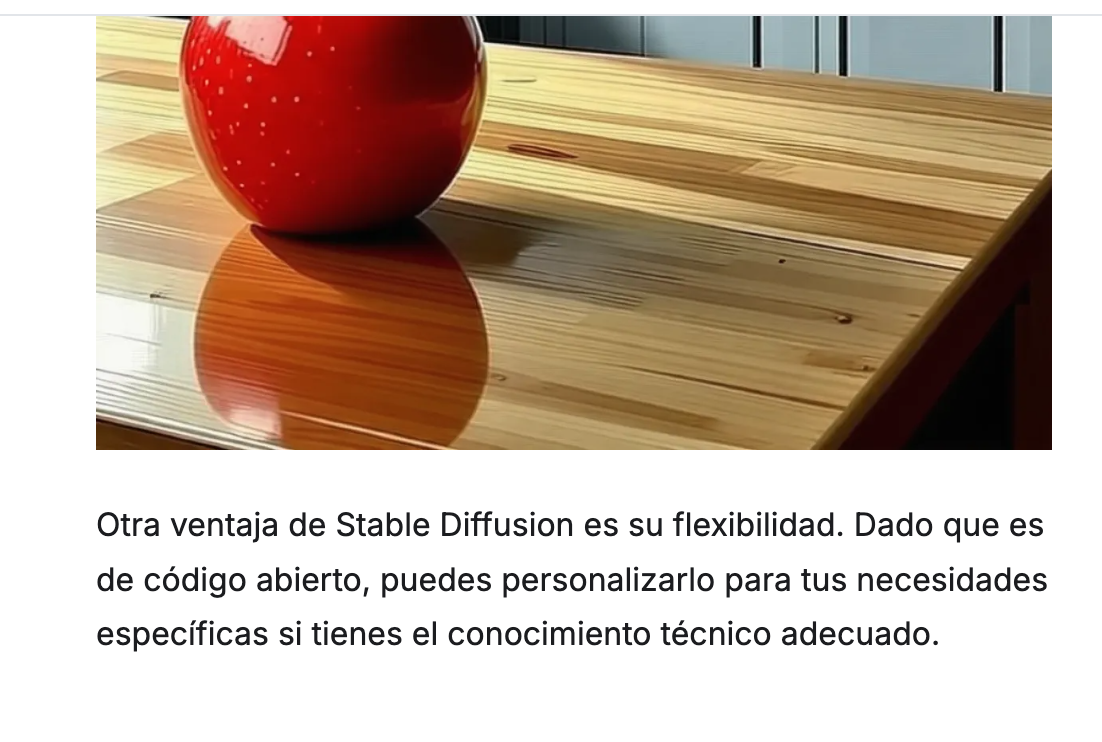 Otra ventaja de Stable Diffusion es su flexibilidad. Dado que es
de código abierto, puedes personalizarlo para tus necesidades
específicas si tienes el conocimiento técnico adecuado.